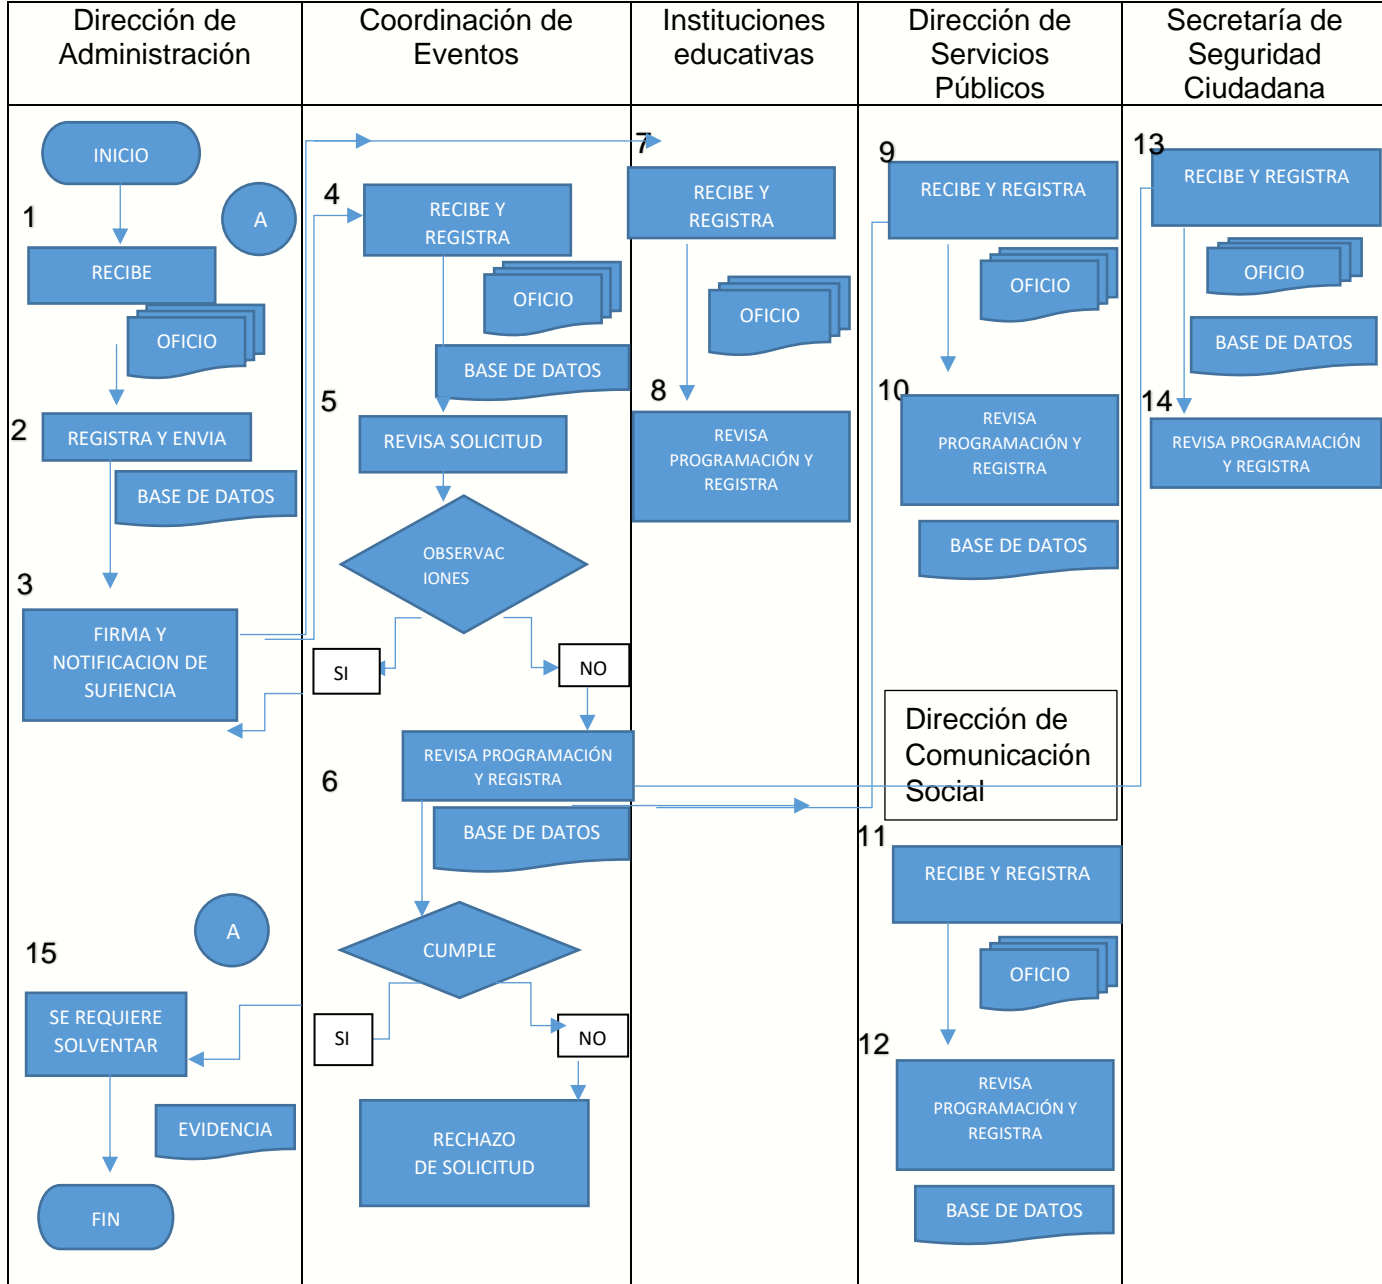 Dirección de
Administración
Coordinación de
Eventos
Instituciones
educativas
Dirección de
Servicios
Públicos
Secretaría de
Seguridad
Ciudadana
INICIO
A
1
RECIBE
OFICIO
2
REGISTRA Y ENVIA
BASE DE DATOS
3
FIRMA Y
NOTIFICACION DE
SUFIENCIA
A
15
SE REQUIERE
SOLVENTAR
EVIDENCIA
FIN
4
RECIBE Y
REGISTRA
OFICIO
BASE DE DATOS
5
REVISA SOLICITUD
OBSERVAC
IONES
SI
NO
6
REVISA PROGRAMACIÓN
Y REGISTRA
BASE DE DATOS
CUMPLE
SI
NO
RECHAZO
DE SOLICITUD
7
RECIBE Y
REGISTRA
OFICIO
8
REVISA
PROGRAMACIÓN Y
REGISTRA
9
RECIBE Y REGISTRA
OFICIO
10
REVISA
PROGRAMACIÓN Y
REGISTRA
BASE DE DATOS
Dirección de
Comunicación
Social
11
RECIBE Y REGISTRA
OFICIO
12
REVISA
PROGRAMACIÓN Y
REGISTRA
BASE DE DATOS
13
RECIBE Y REGISTRA
OFICIO
BASE DE DATOS
14
REVISA PROGRAMACIÓN
Y REGISTRA